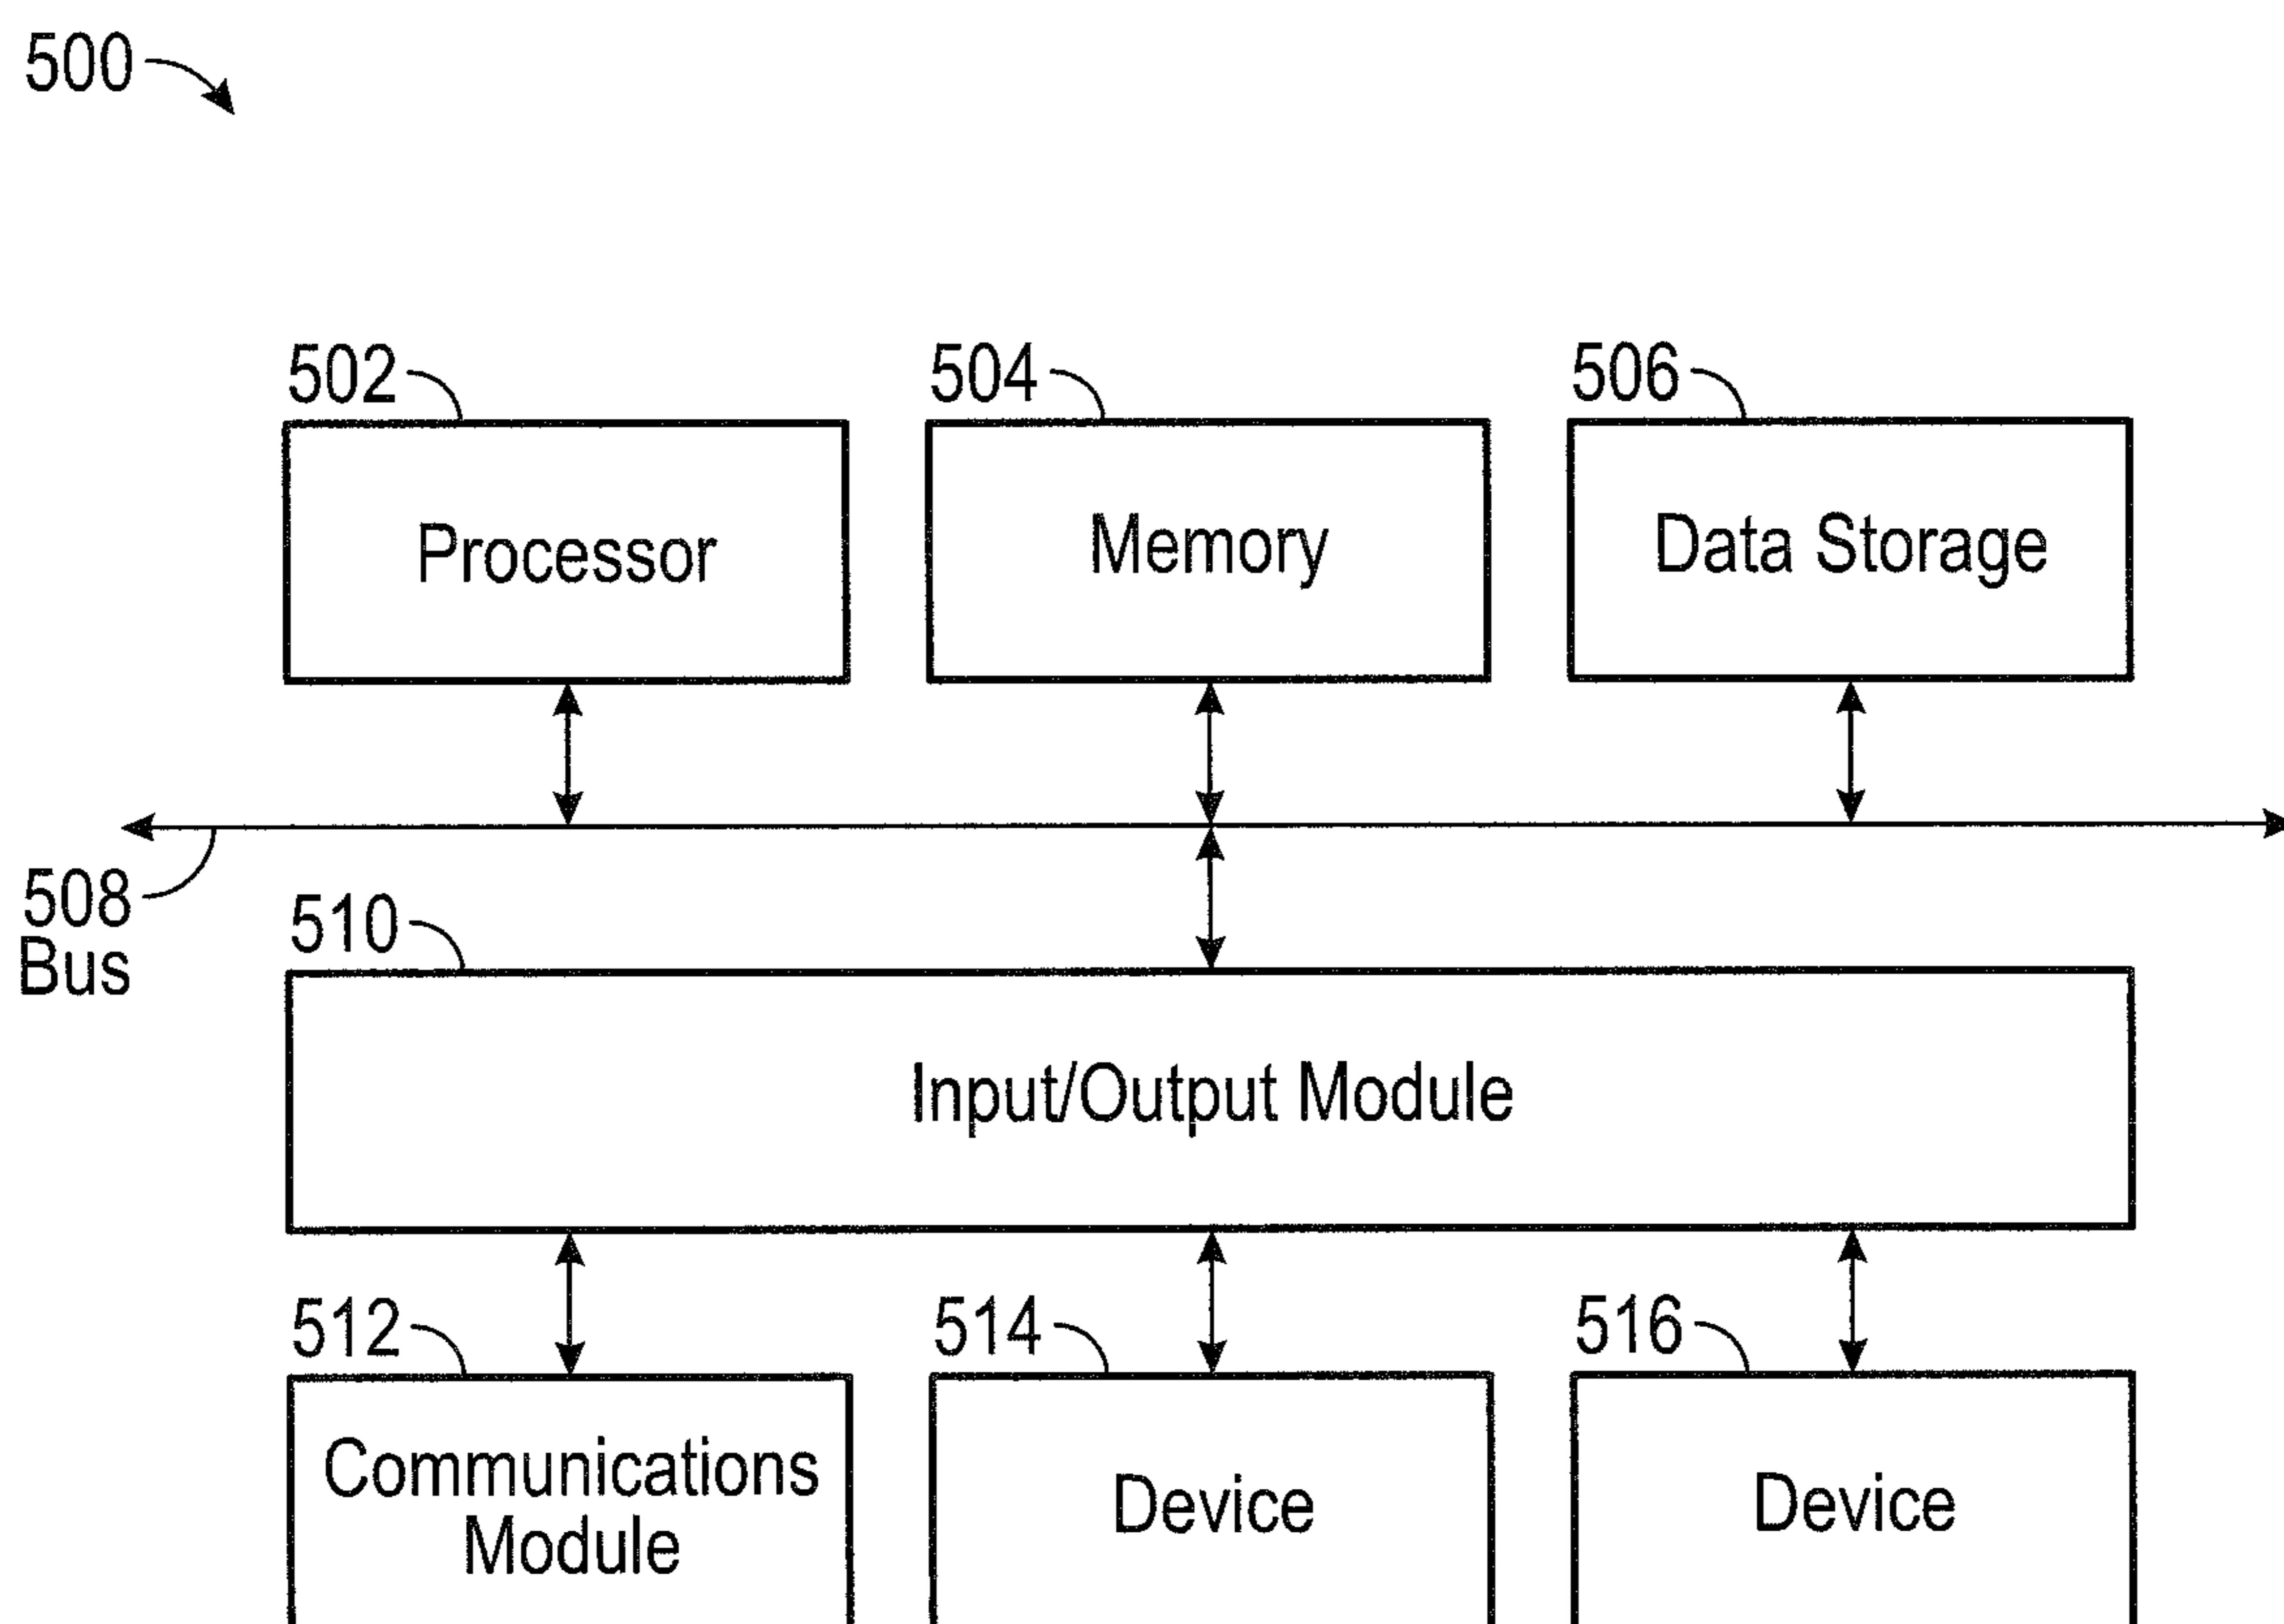 500
502
504
506
Processor
Memory
Data Storage
508
Bus
510
Input/Output Module
512
514
516
Communications
Module
Device
Device